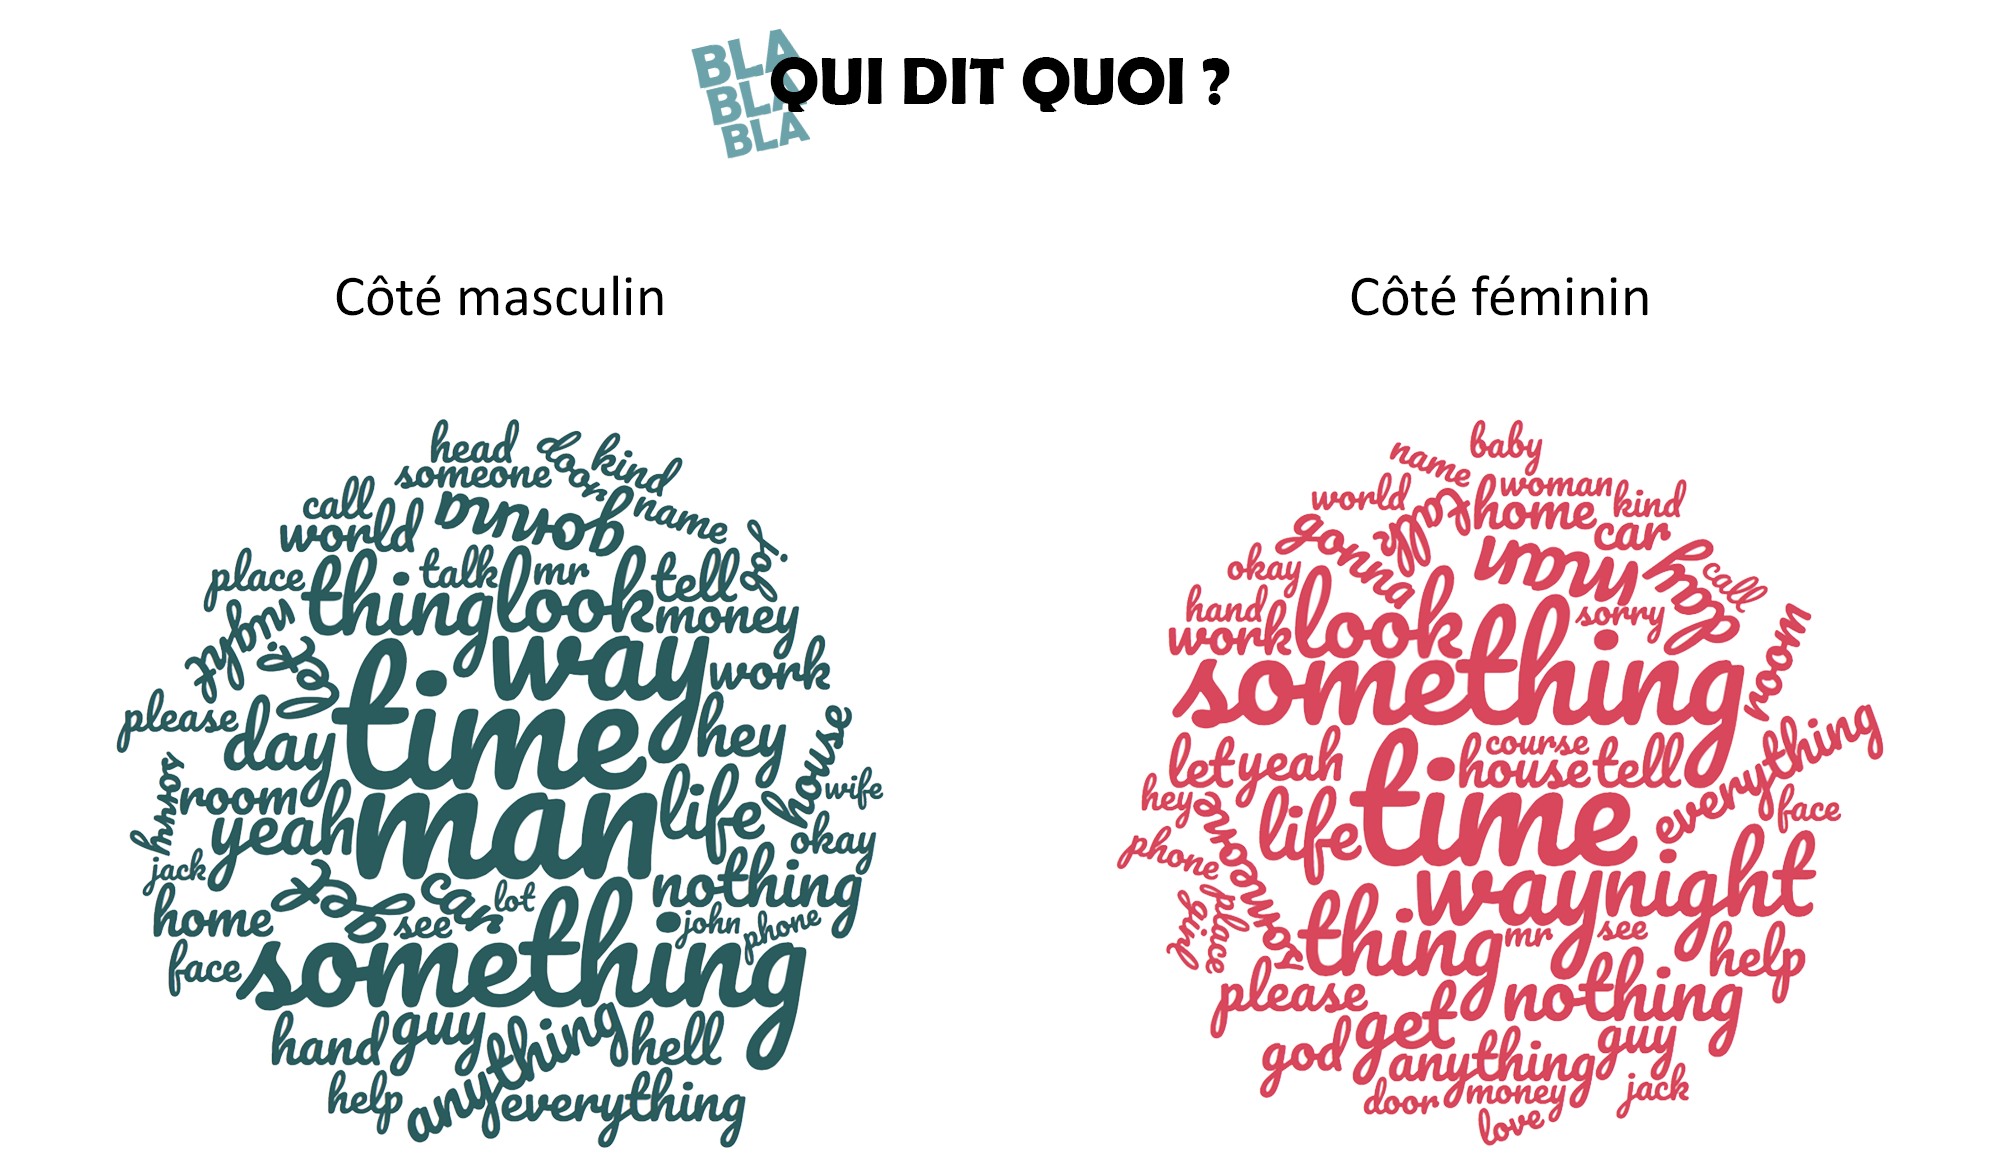 BLA
BLA
BLA
QUI DIT QUOI ?
Côté masculin
head
door
kind
someone
call
gonna
name
world
job
place
talk
mr
tell
thing
look
money
night
let
way
work
time
please
day
hey
house
sorry
room
man
life
wife
yeah
okay
jack
get
car
lot
nothing
home
see
john
phone
face
something
hand
guy
anything
hell
help
everything
Côté féminin
baby
name
woman
world
talk
home
kind
gonna
car
okay
man
day
call
hand
look
sorry
work
something
room
let
yeah
course
house
tell
everything
hey
someone
life
time
face
phone
way
night
girl
place
thing
mr
see
help
please
get
nothing
god
anything
guy
door
money
jack
love